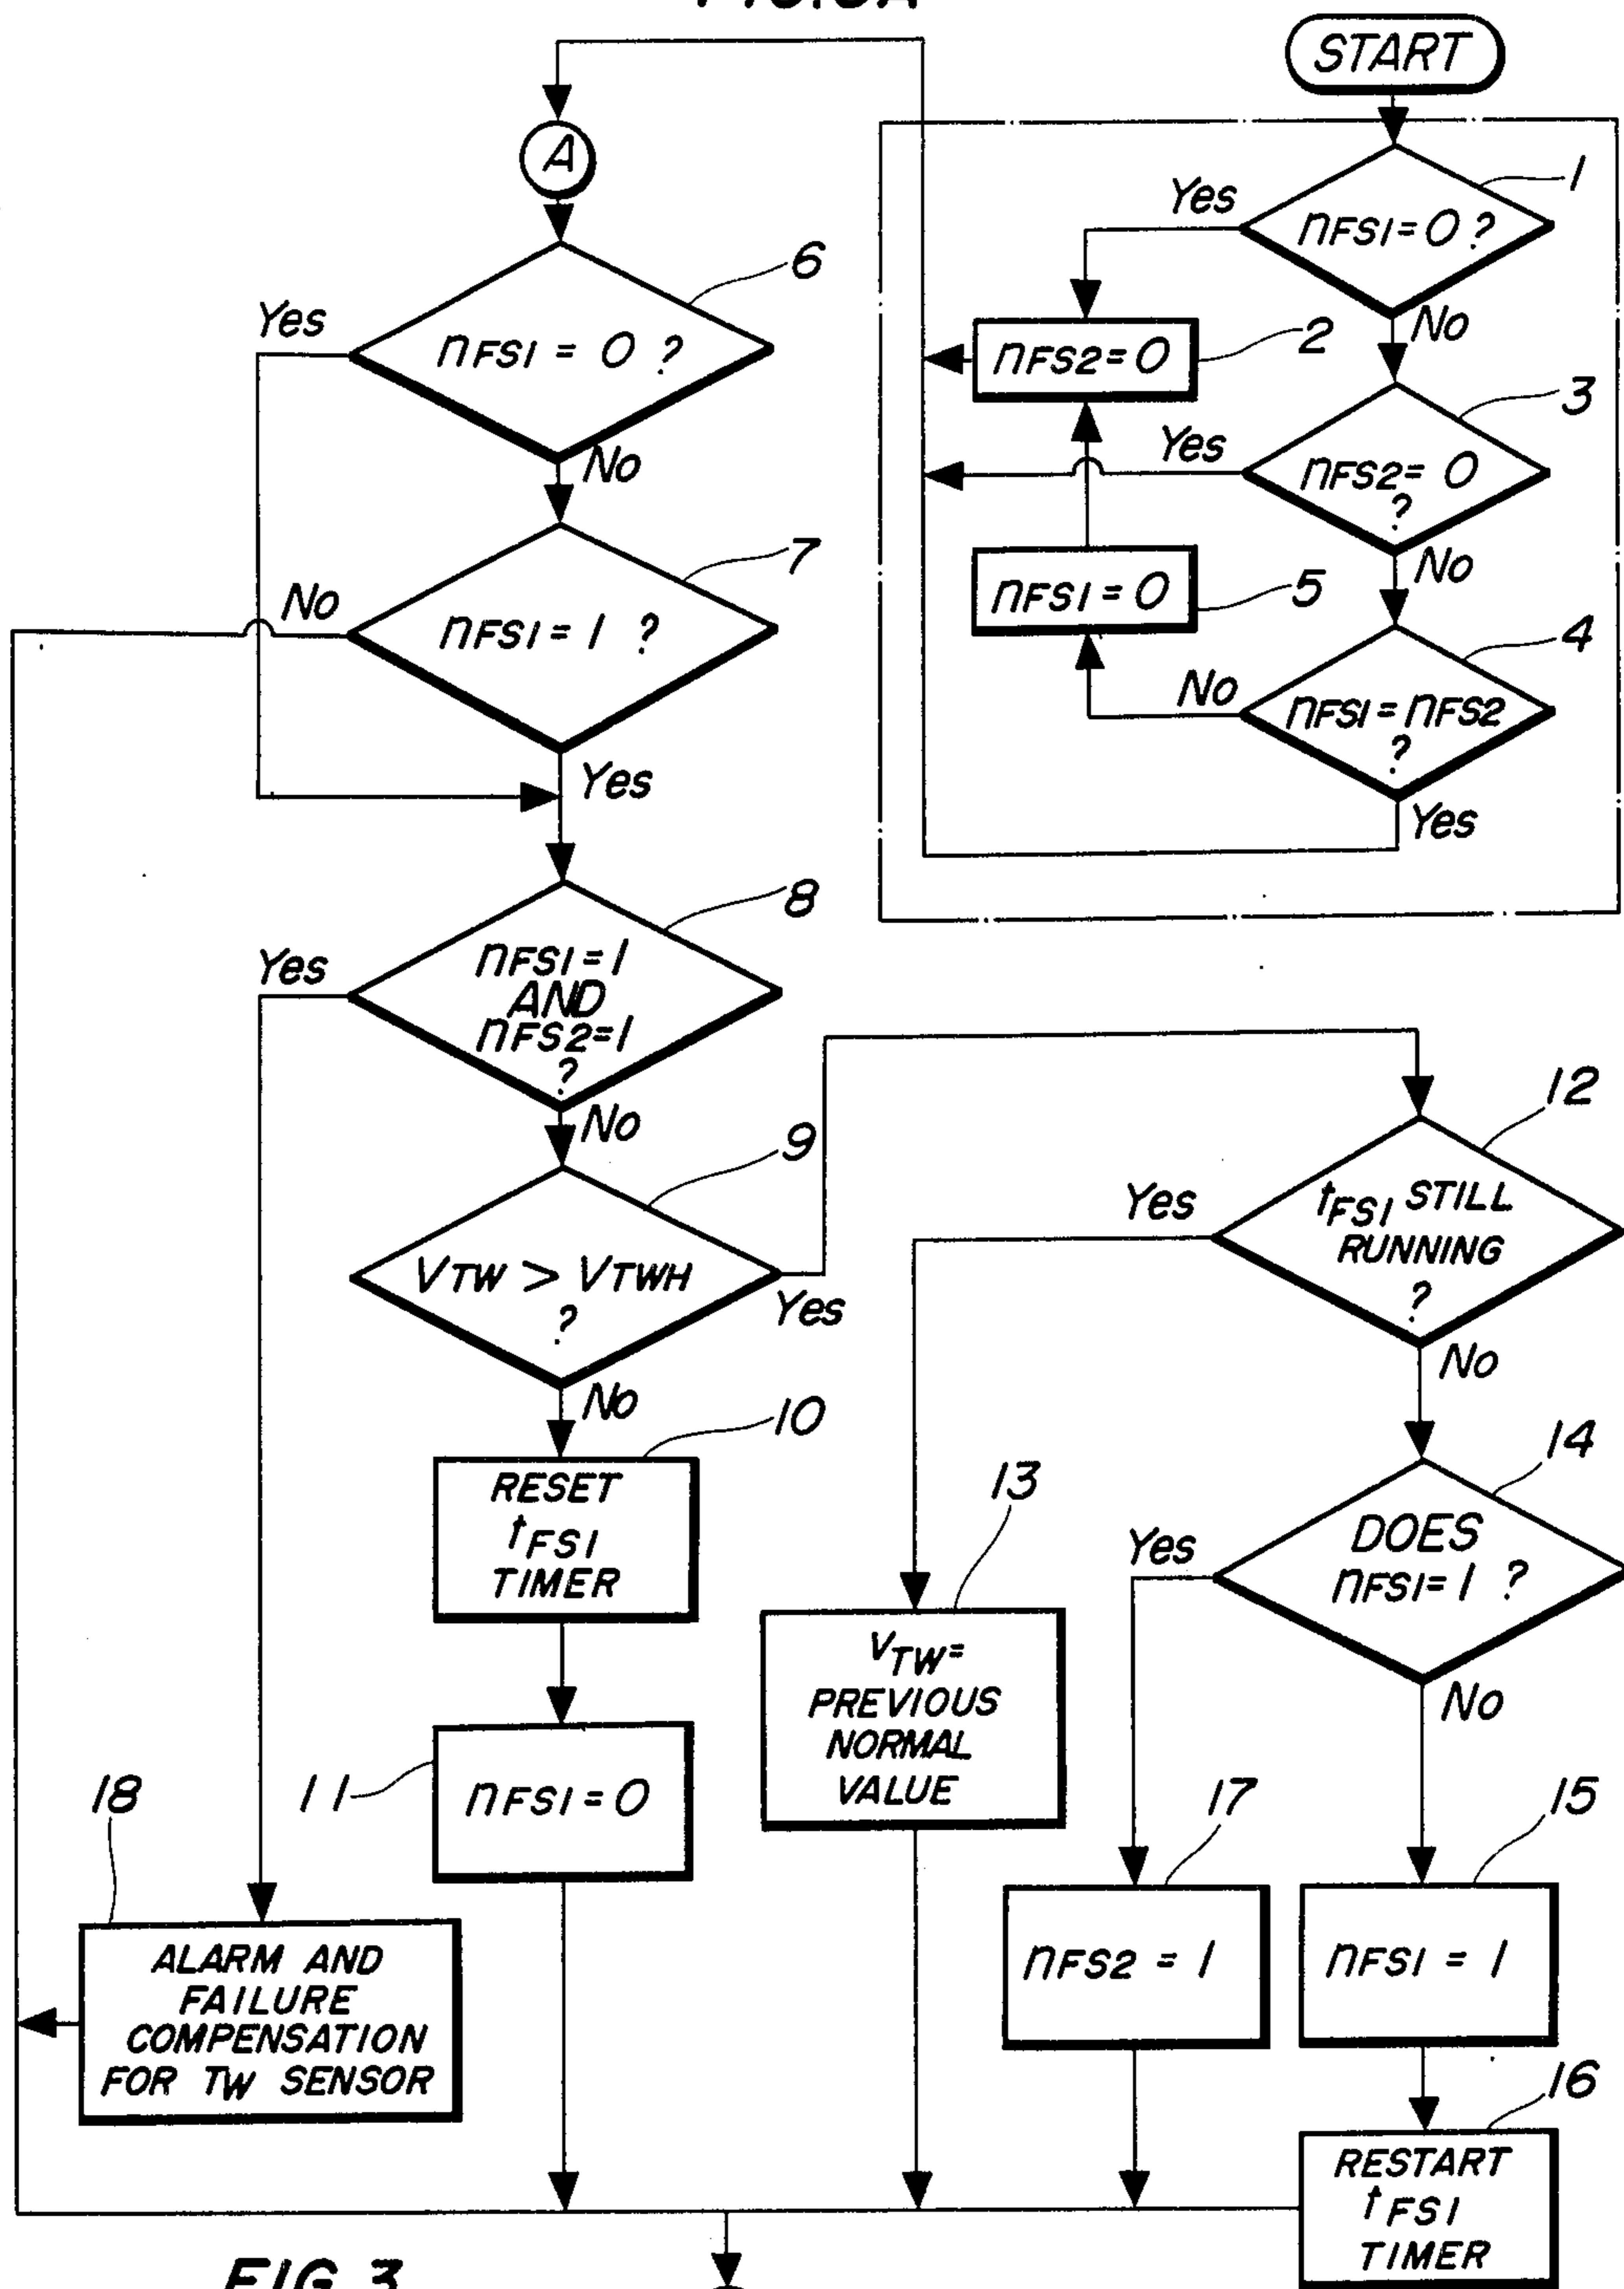 START
A
1
nFS1=0 ?
Yes
No
2
nFS2=0
3
nFS2= 0
?
Yes
No
5
nFS1=0
4
nFS1=nFS2
?
No
Yes
6
nFS1 = 0 ?
Yes
No
7
nFS1= 1 ?
No
Yes
8
nFS1=1
AND
nFS2=1
?
Yes
No
9
VTW > VTWH
?
Yes
No
10
RESET
tFS1
TIMER
11
nFS1=0
12
tFS1 STILL
RUNNING
?
Yes
No
13
VTW=
PREVIOUS
NORMAL
VALUE
14
DOES
nFS1=1 ?
Yes
No
15
nFS1 = 1
16
RESTART
tFS1
TIMER
17
nFS2 = 1
18
ALARM AND
FAILURE
COMPENSATION
FOR TW SENSOR